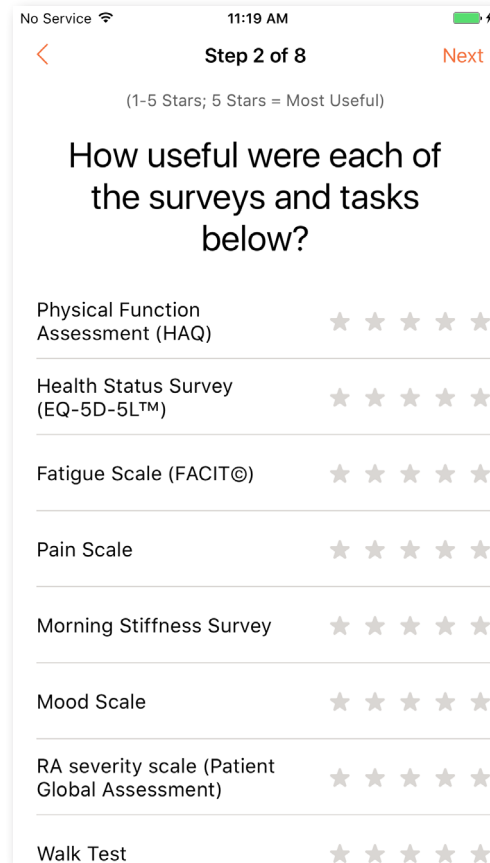 No Service 11:19 AM
Step 2 of 8 Next
(1-5 Stars; 5 Stars = Most Useful)
How useful were each of
the surveys and tasks
below?
Physical Function
Assessment (HAQ)
Health Status Survey
(EQ-5D-5L™)
Fatigue Scale (FACIT©)
Pain Scale
Morning Stiffness Survey
Mood Scale
RA severity scale (Patient
Global Assessment)
Walk Test